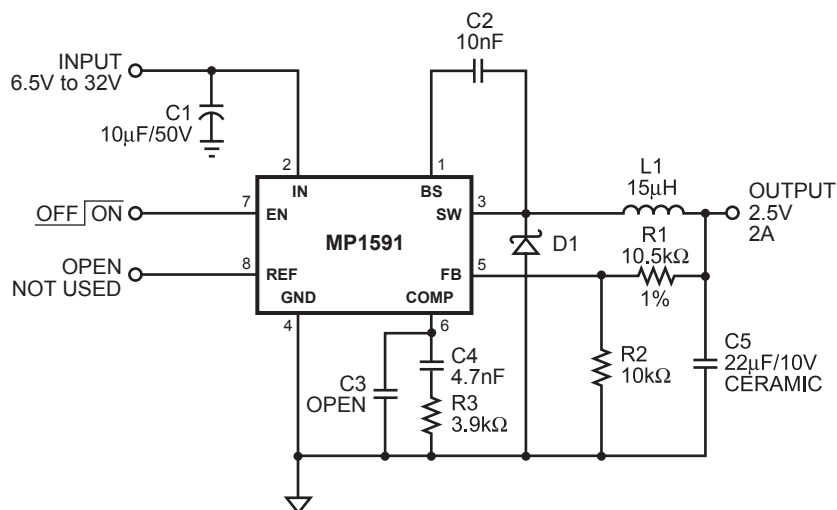 C2
10nF
INPUT
6.5V to 32V
C1
10μF/50V
2
1
IN
BS
L1
15μH
OUTPUT
2.5V
2A
OFF ON
7
EN
SW
3
MP1591
D1
R1
10.5kΩ
1%
OPEN
NOT USED
8
REF
FB
5
GND
COMP
4
6
C3
OPEN
C4
4.7nF
R3
3.9kΩ
R2
10kΩ
C5
22μF/10V
CERAMIC